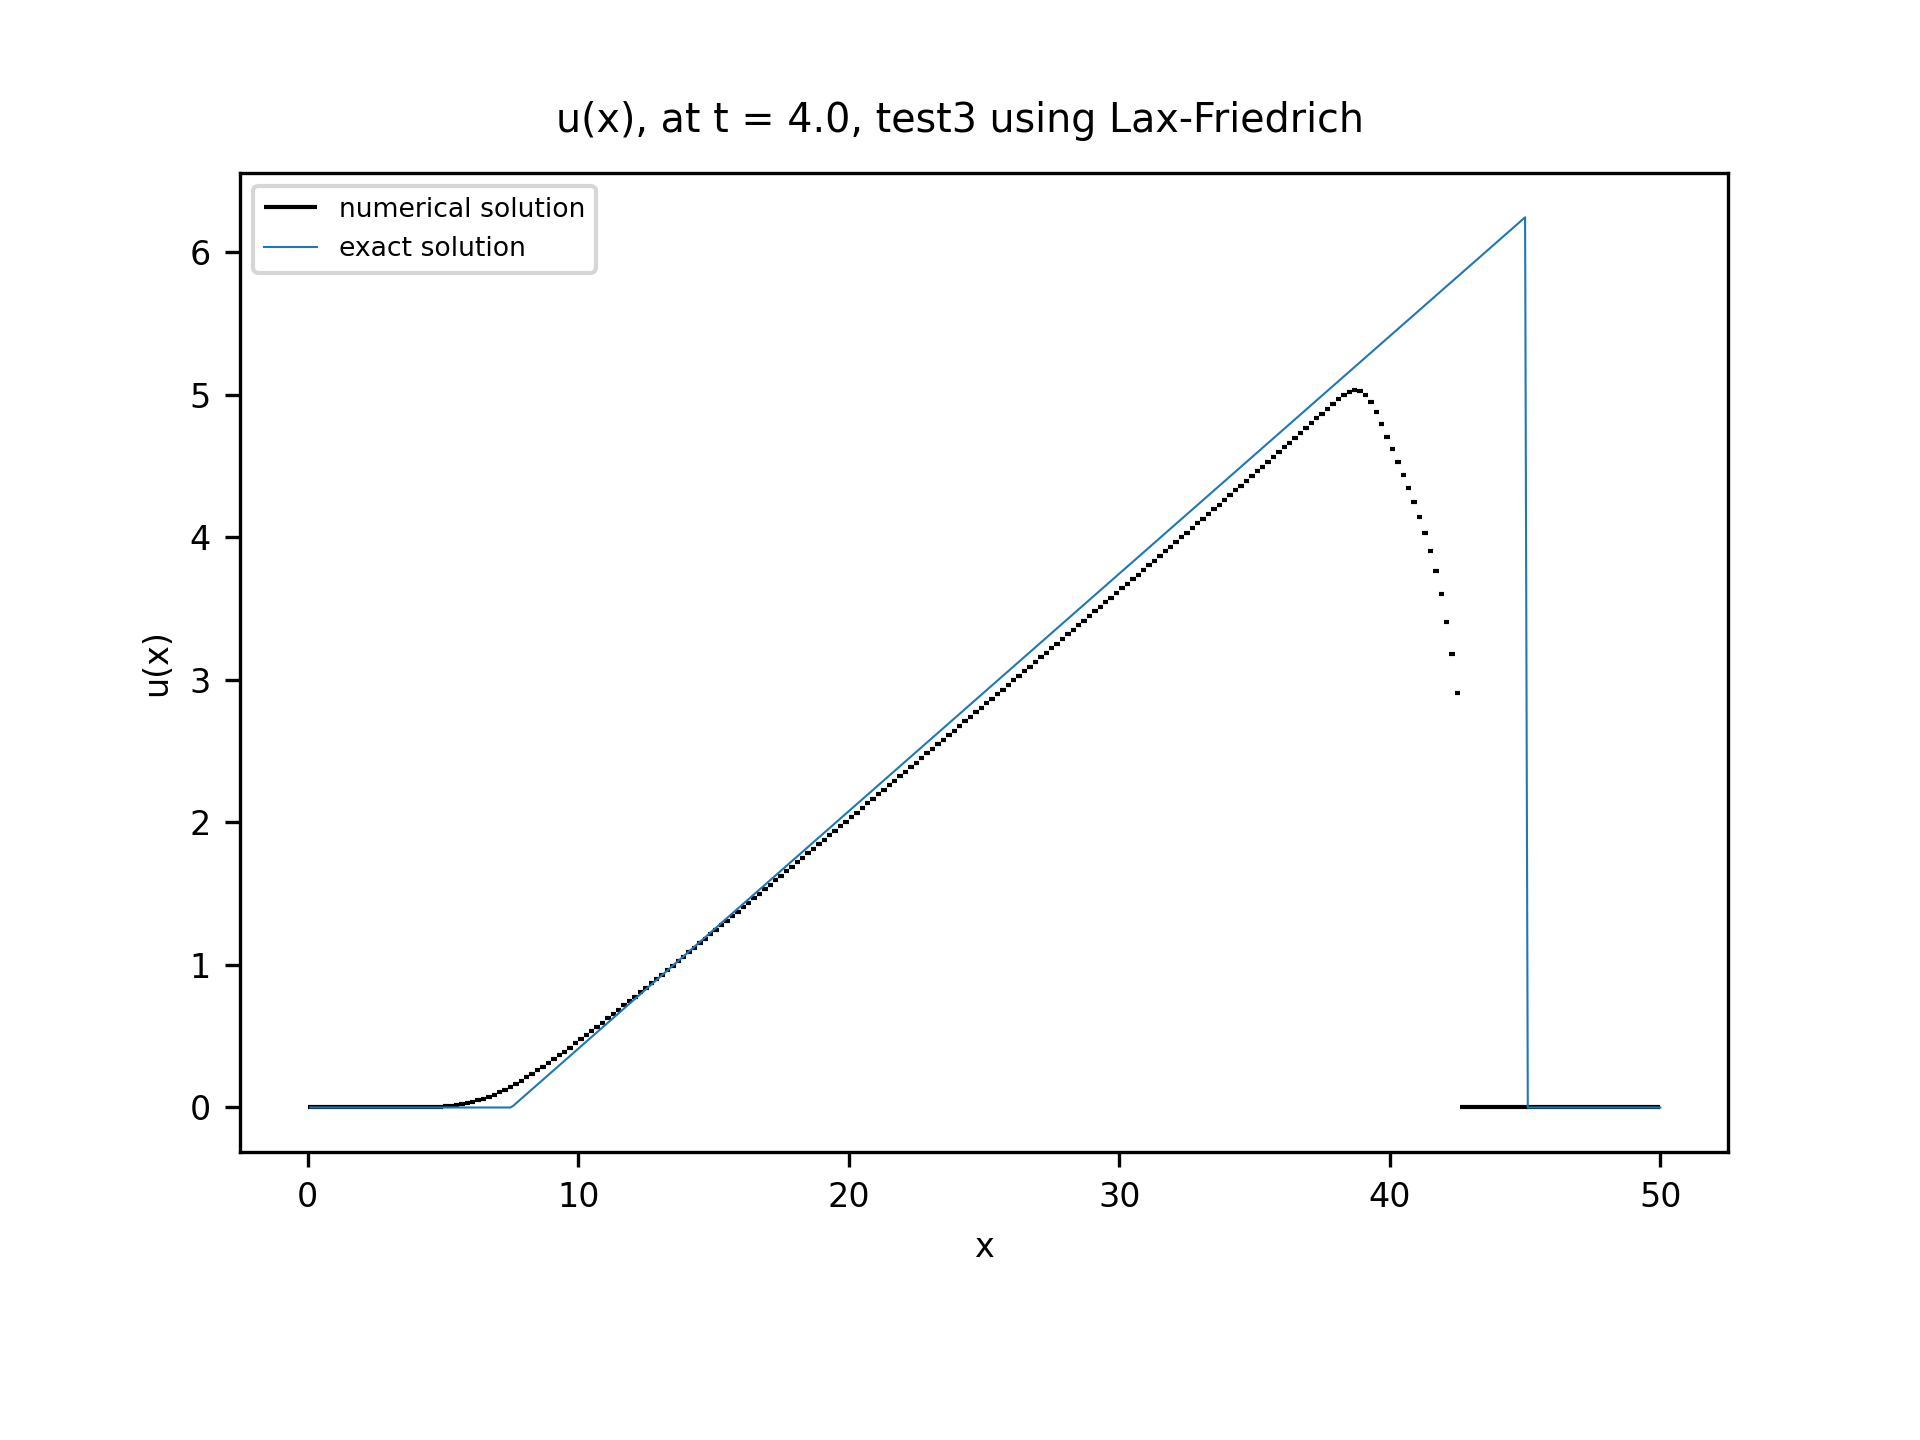 u(x), at t = 4.0, test3 using Lax-Friedrich
numerical solution
exact solution
6
5
4
3
2
1
0
u(x)
0 10 20 30 40 50
x